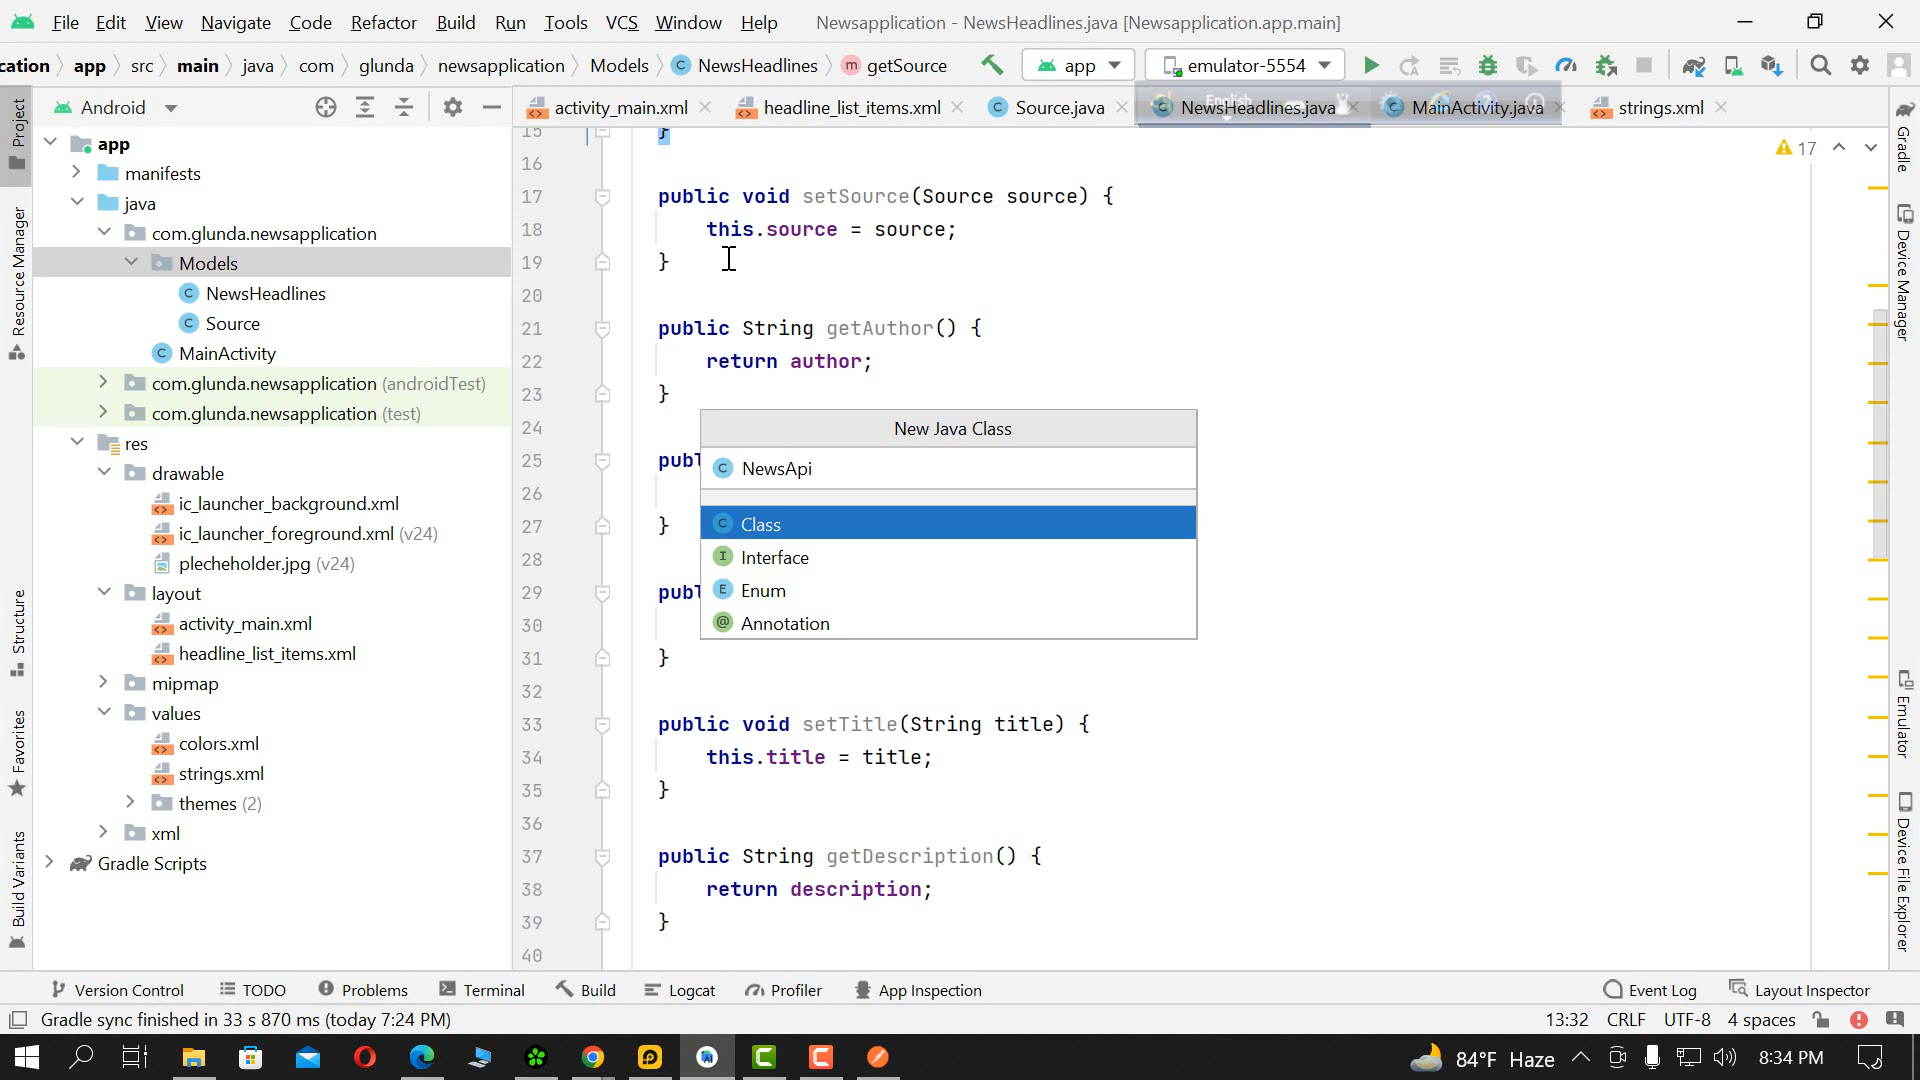 File Edit View Navigate Code Refactor Build Run Tools VCS Window Help Newsapplication - NewsHeadlines.java [Newsapplication.app.main]
cation app src main java com glunda newsapplication Models NewsHeadlines getSource app emulator-5554
Android
activity_main.xml headline_list_items.xml Source.java NewsHeadlines.java MainActivity.java strings.xml
English
Project
Resource Manager
Structure
Favorites
Build Variants
app
manifests
java
com.glunda.newsapplication
Models
NewsHeadlines
Source
MainActivity
com.glunda.newsapplication (androidTest)
com.glunda.newsapplication (test)
res
drawable
ic_launcher_background.xml
ic_launcher_foreground.xml (v24)
plecheholder.jpg (v24)
layout
activity_main.xml
headline_list_items.xml
mipmap
values
colors.xml
strings.xml
themes (2)
xml
Gradle Scripts
17
15 }
16
17 public void setSource(Source source) {
18 this.source = source;
19 }
20
21 public String getAuthor() {
22 return author;
23 }
24
25 publ
26
27 }
28
29 publ
30
31 }
32
33 public void setTitle(String title) {
34 this.title = title;
35 }
36
37 public String getDescription() {
38 return description;
39 }
40
New Java Class
NewsApi
Class
Interface
Enum
Annotation
Gradle
Device Manager
Emulator
Device File Explorer
Version Control TODO Problems Terminal Build Logcat Profiler App Inspection Event Log Layout Inspector
Gradle sync finished in 33 s 870 ms (today 7:24 PM) 13:32 CRLF UTF-8 4 spaces
84°F Haze 8:34 PM